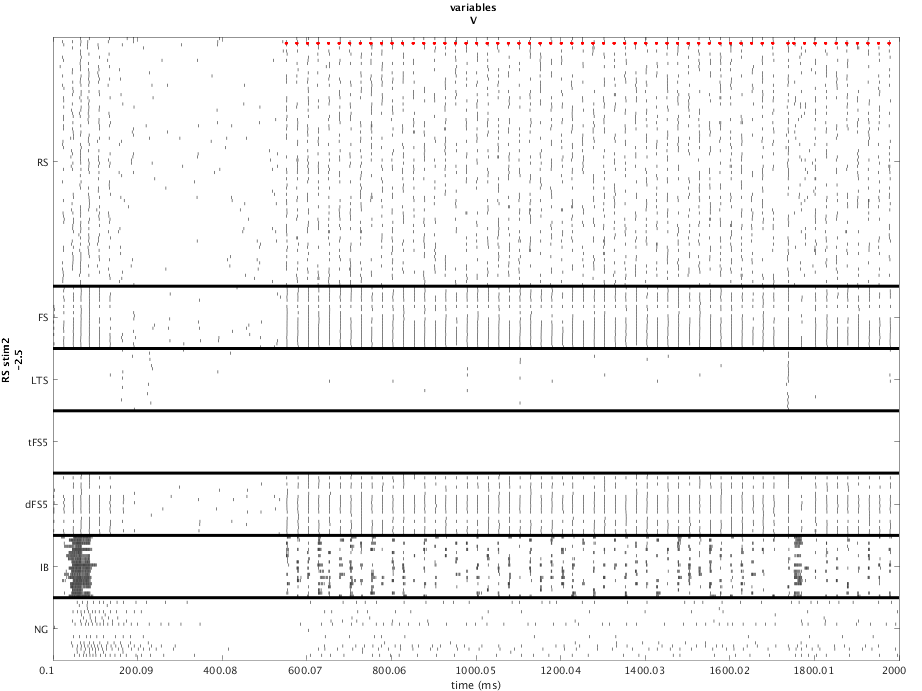 variables
V
RS stim2
-2.5
RS
FS
LTS
tFS5
dFS5
IB
NG
0.1 200.09 400.08 600.07 800.06 1000.05 1200.04 1400.03 1600.02 1800.01 2000
time (ms)